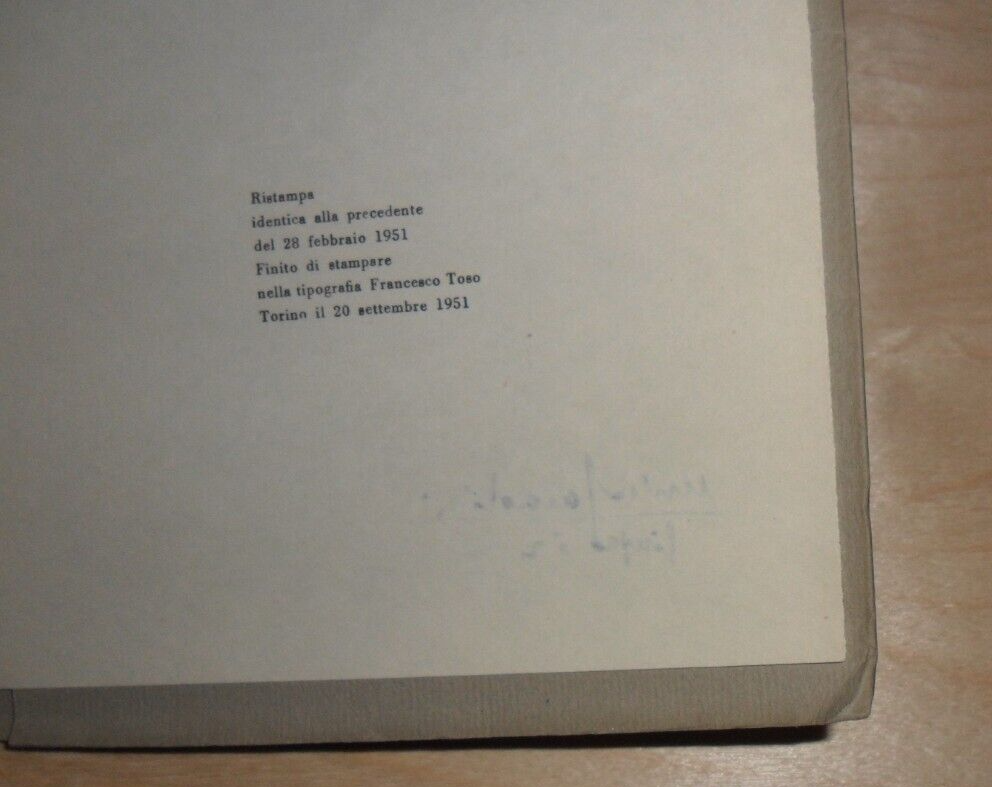 Ristampa
identica alla precedente
del 28 febbraio 1951
Finito di stampare
nella tipografia Francesco Toso
Torino il 20 settembre 1951